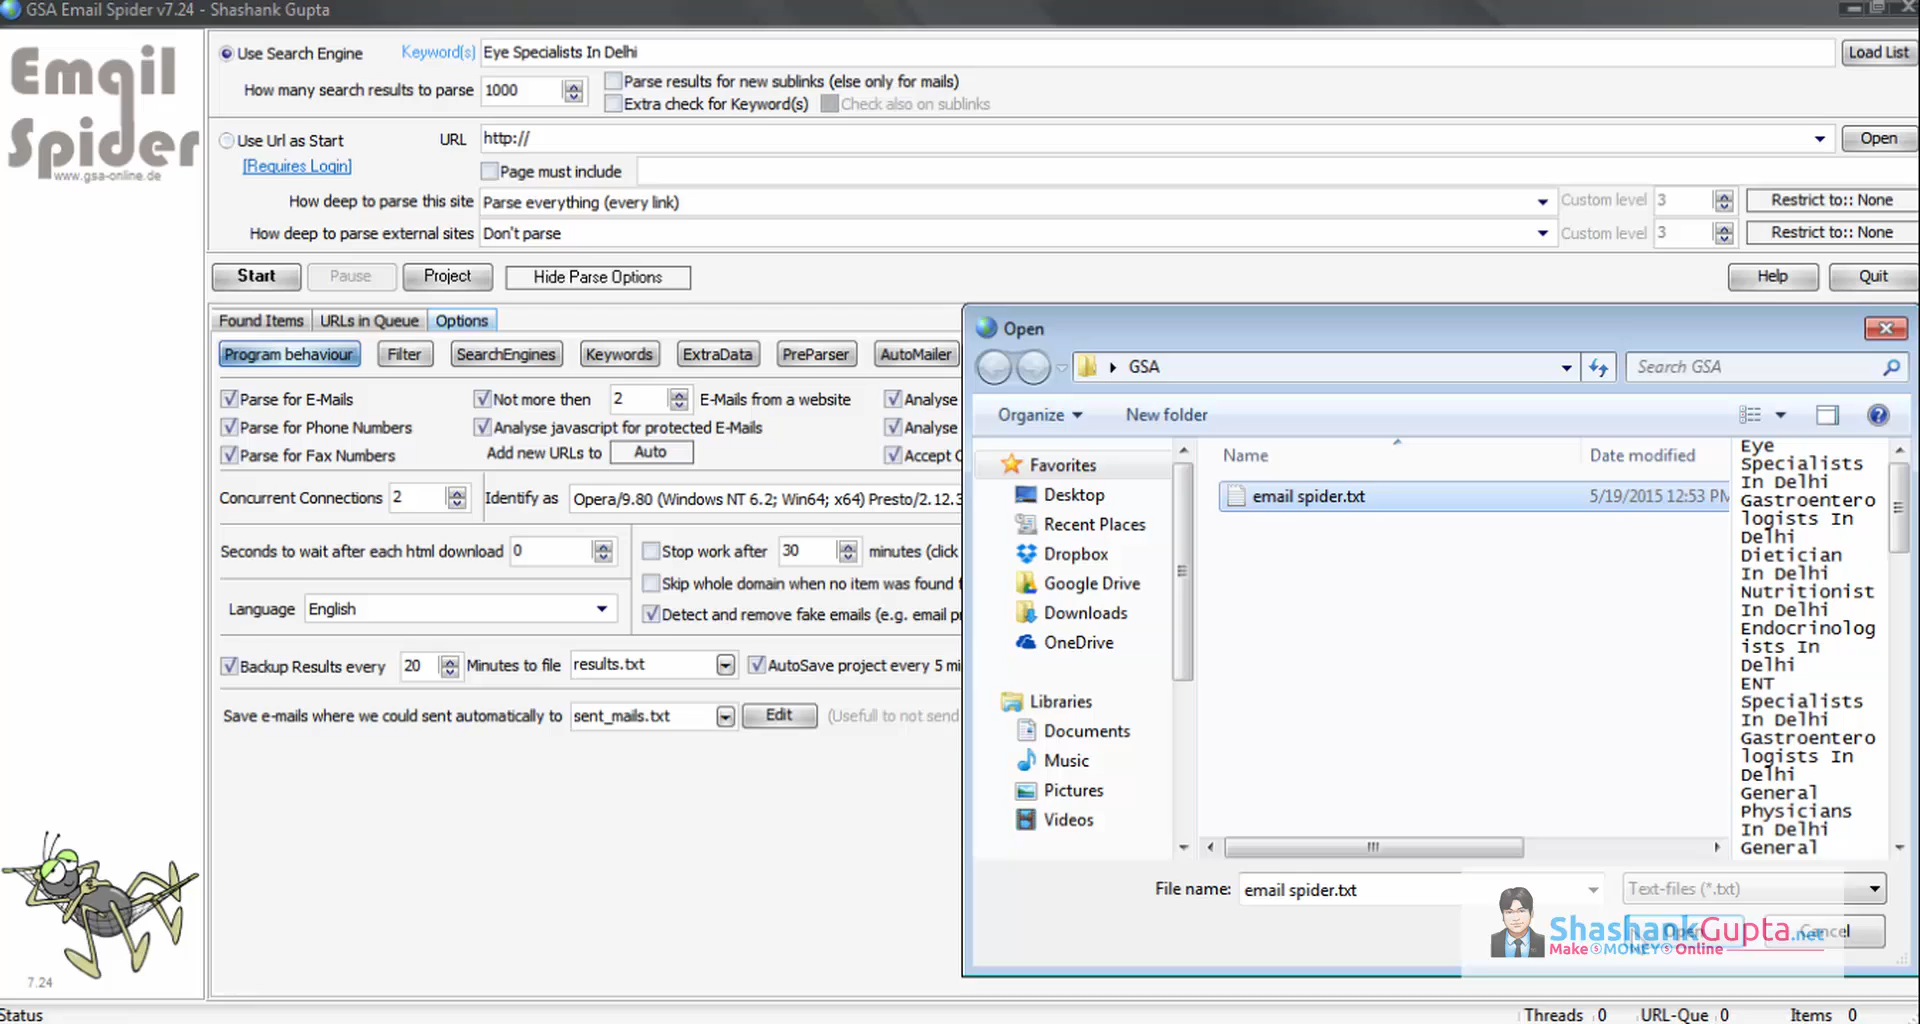 GSA Email Spider v7.24 - Shashank Gupta
Email
Spider
www.gsa-online.de
Use Search Engine
Keyword(s)
Eye Specialists In Delhi
Load List
How many search results to parse
1000
Parse results for new sublinks (else only for mails)
Extra check for Keyword(s)
Check also on sublinks
Use Url as Start
URL
http://
Open
[Requires Login]
Page must include
How deep to parse this site
Parse everything (every link)
Custom level
3
Restrict to:: None
How deep to parse external sites
Don't parse
Custom level
3
Restrict to:: None
Start
Pause
Project
Hide Parse Options
Help
Quit
Found Items
URLs in Queue
Options
Program behaviour
Filter
SearchEngines
Keywords
ExtraData
PreParser
AutoMailer
Parse for E-Mails
Not more then
2
E-Mails from a website
Analyse
Parse for Phone Numbers
Analyse javascript for protected E-Mails
Analyse
Parse for Fax Numbers
Add new URLs to
Auto
Accept C
Concurrent Connections
2
Identify as
Opera/9.80 (Windows NT 6.2; Win64; x64) Presto/2.12.3
Seconds to wait after each html download
0
Stop work after
30
minutes (click
Skip whole domain when no item was found f
Language
English
Detect and remove fake emails (e.g. email p
Backup Results every
20
Minutes to file
results.txt
AutoSave project every 5 mi
Save e-mails where we could sent automatically to
sent_mails.txt
Edit
(Usefull to not send
7.24
Status
Threads 0
URL-Que 0
Items 0
Open
GSA
Search GSA
Organize
New folder
Favorites
Desktop
Recent Places
Dropbox
Google Drive
Downloads
OneDrive
Libraries
Documents
Music
Pictures
Videos
Name
Date modified
email spider.txt
5/19/2015 12:53 PM
Eye
Specialists
In Delhi
Gastroentero
logists In
Delhi
Dietician
In Delhi
Nutritionist
In Delhi
Endocrinolog
ists In
Delhi
ENT
Specialists
In Delhi
Gastroentero
logists In
Delhi
General
Physicians
In Delhi
General
File name:
email spider.txt
Text-files (*.txt)
Open
Cancel
ShashankGupta.net
Make MONEY Online